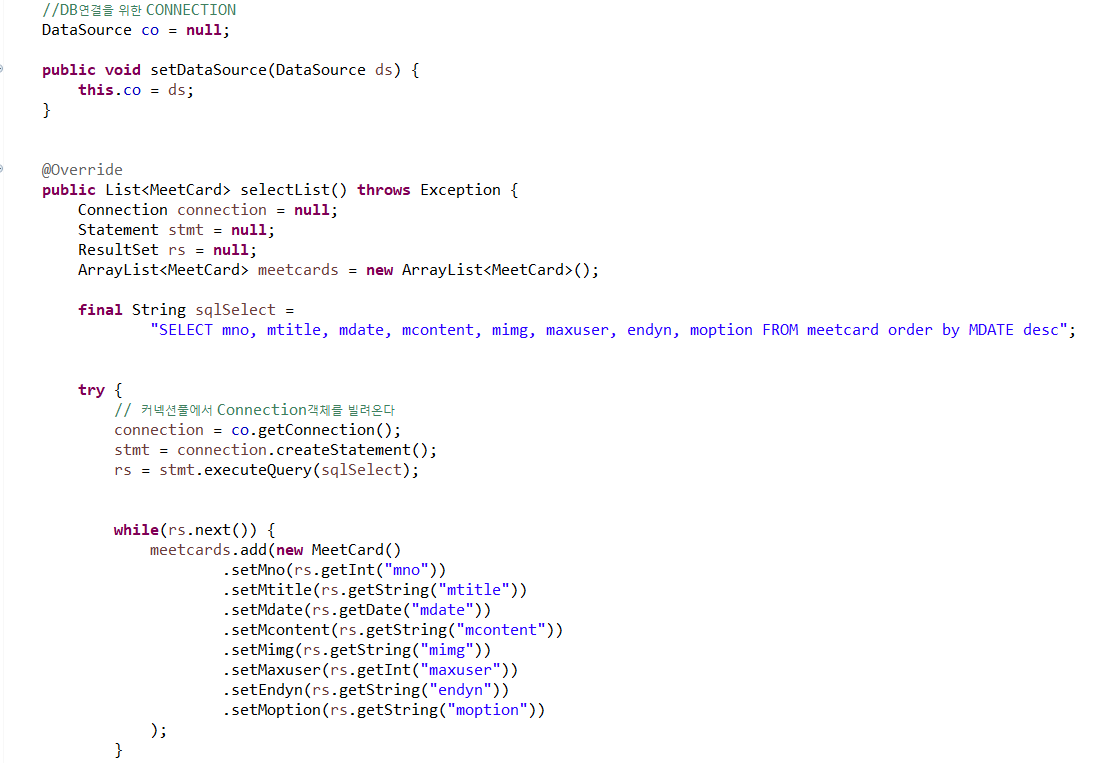 //DB연결을 위한 CONNECTION
DataSource co = null;
public void setDataSource(DataSource ds) {
this.co = ds;
}
@Override
public List<MeetCard> selectList() throws Exception {
Connection connection = null;
Statement stmt = null;
ResultSet rs = null;
ArrayList<MeetCard> meetcards = new ArrayList<MeetCard>();
final String sqlSelect =
"SELECT mno, mtitle, mdate, mcontent, mimg, maxuser, endyn, moption FROM meetcard order by MDATE desc";
try {
// 커넥션풀에서 Connection객체를 빌려온다
connection = co.getConnection();
stmt = connection.createStatement();
rs = stmt.executeQuery(sqlSelect);
while(rs.next()) {
meetcards.add(new MeetCard()
.setMno(rs.getInt("mno"))
.setMtitle(rs.getString("mtitle"))
.setMdate(rs.getDate("mdate"))
.setMcontent(rs.getString("mcontent"))
.setMimg(rs.getString("mimg"))
.setMaxuser(rs.getInt("maxuser"))
.setEndyn(rs.getString("endyn"))
.setMoption(rs.getString("moption"))
);
}